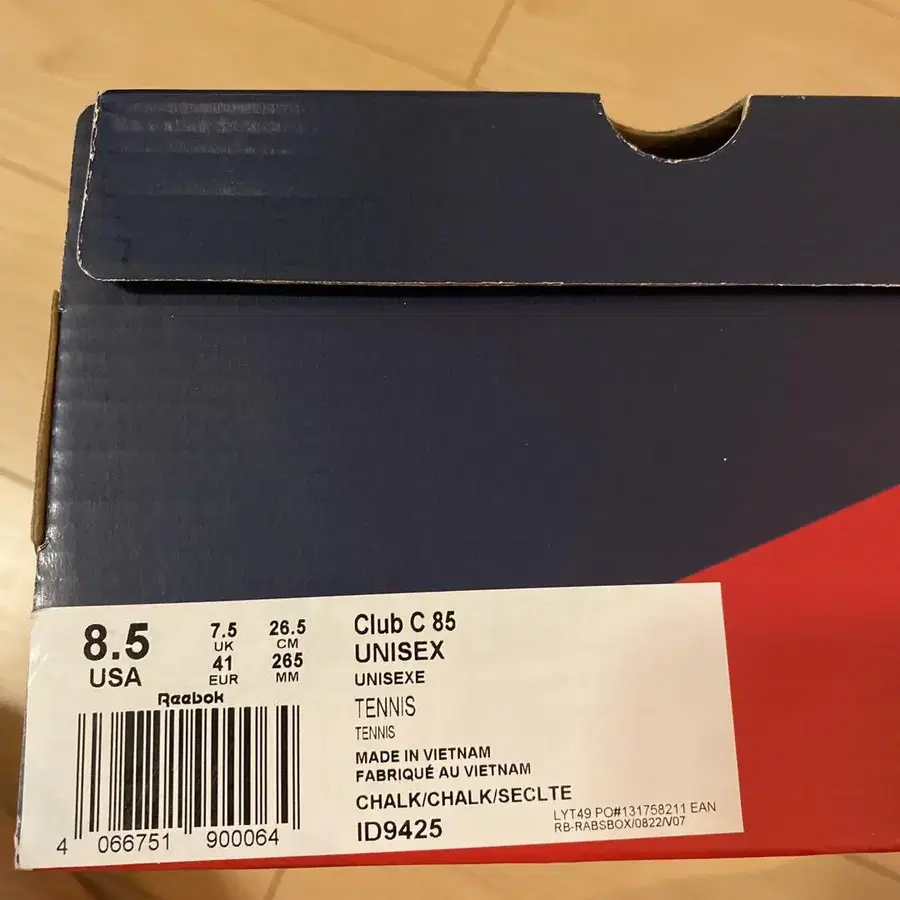 8.5
USA
7.5
UK
41
EUR
26.5
CM
265
MM
Reebok
4 066751 900064
Club C 85
UNISEX
UNISEXE
TENNIS
TENNIS
MADE IN VIETNAM
FABRIQUÉ AU VIETNAM
CHALK/CHALK/SECLTE
ID9425
LYT49 PO#131758211 EAN
RB-RABSBOX/0822/V07